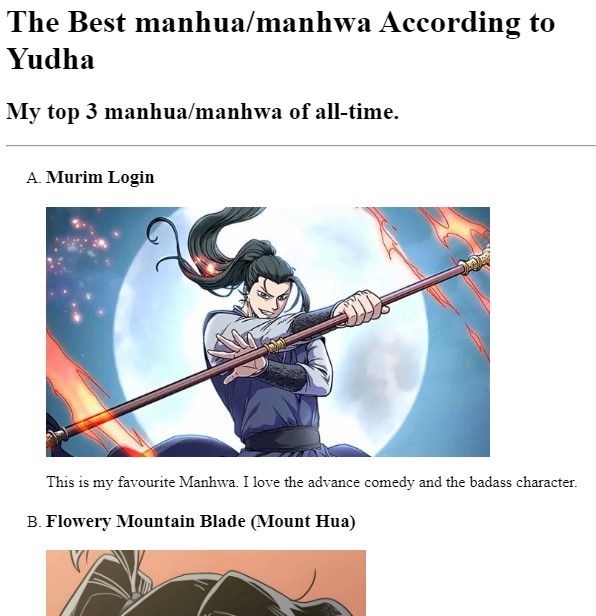 The Best manhua/manhwa According to
Yudha
My top 3 manhua/manhwa of all-time.
A. Murim Login
This is my favourite Manhwa. I love the advance comedy and the badass character.
B. Flowery Mountain Blade (Mount Hua)